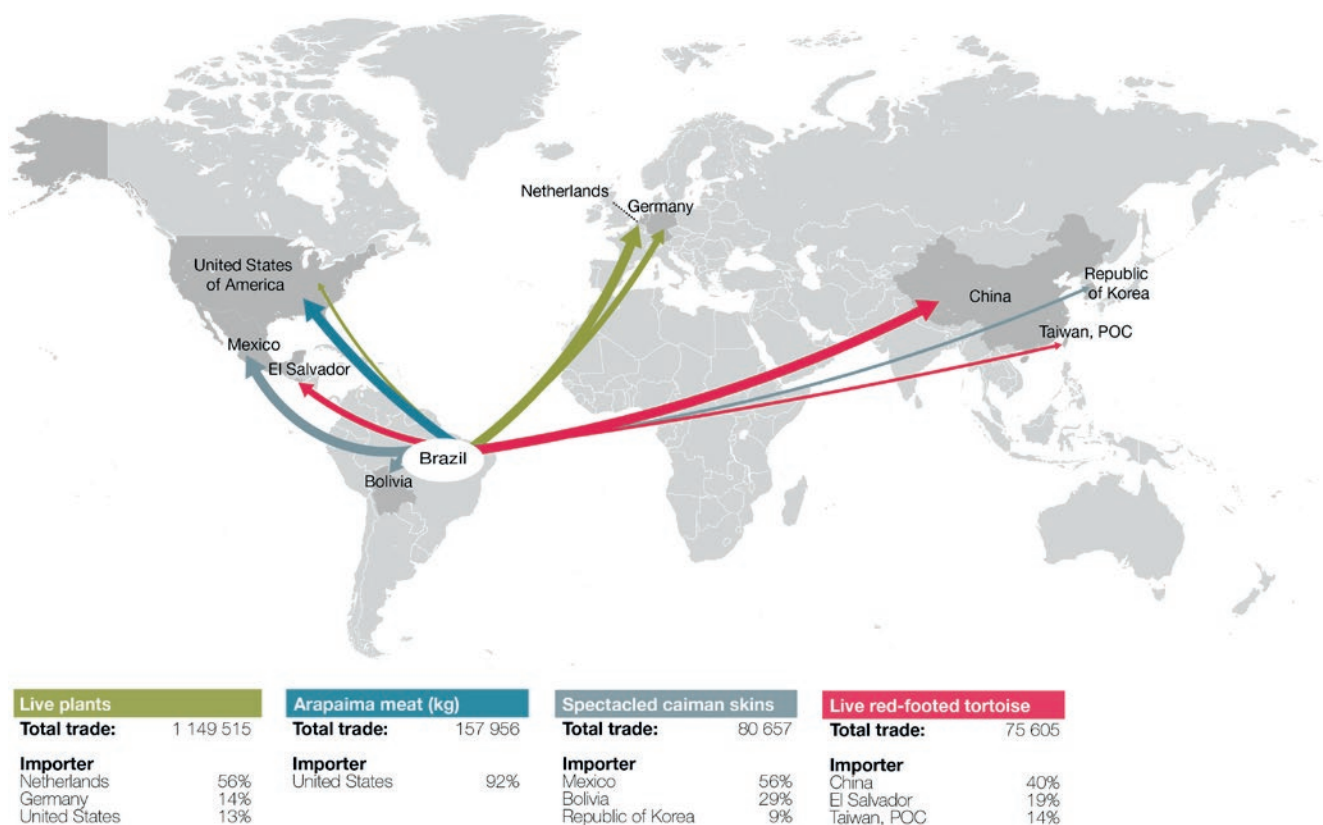 Netherlands
Germany
United States
of America
China
Republic
of Korea
Taiwan, POC
Mexico
El Salvador
Brazil
Bolivia
Live plants
Total trade: 1 149 515
Importer
Netherlands 56%
Germany 14%
United States 13%
Arapaima meat (kg)
Total trade: 157 956
Importer
United States 92%
Spectacled caiman skins
Total trade: 80 657
Importer
Mexico 56%
Bolivia 29%
Republic of Korea 9%
Live red-footed tortoise
Total trade: 75 605
Importer
China 40%
El Salvador 19%
Taiwan, POC 14%